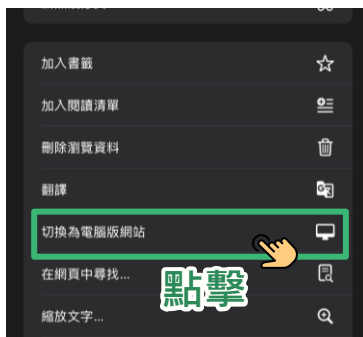 加入書籤
加入閱讀清單
刪除瀏覽資料
翻譯
切換為電腦版網站
在網頁中尋找...
點擊
縮放文字...